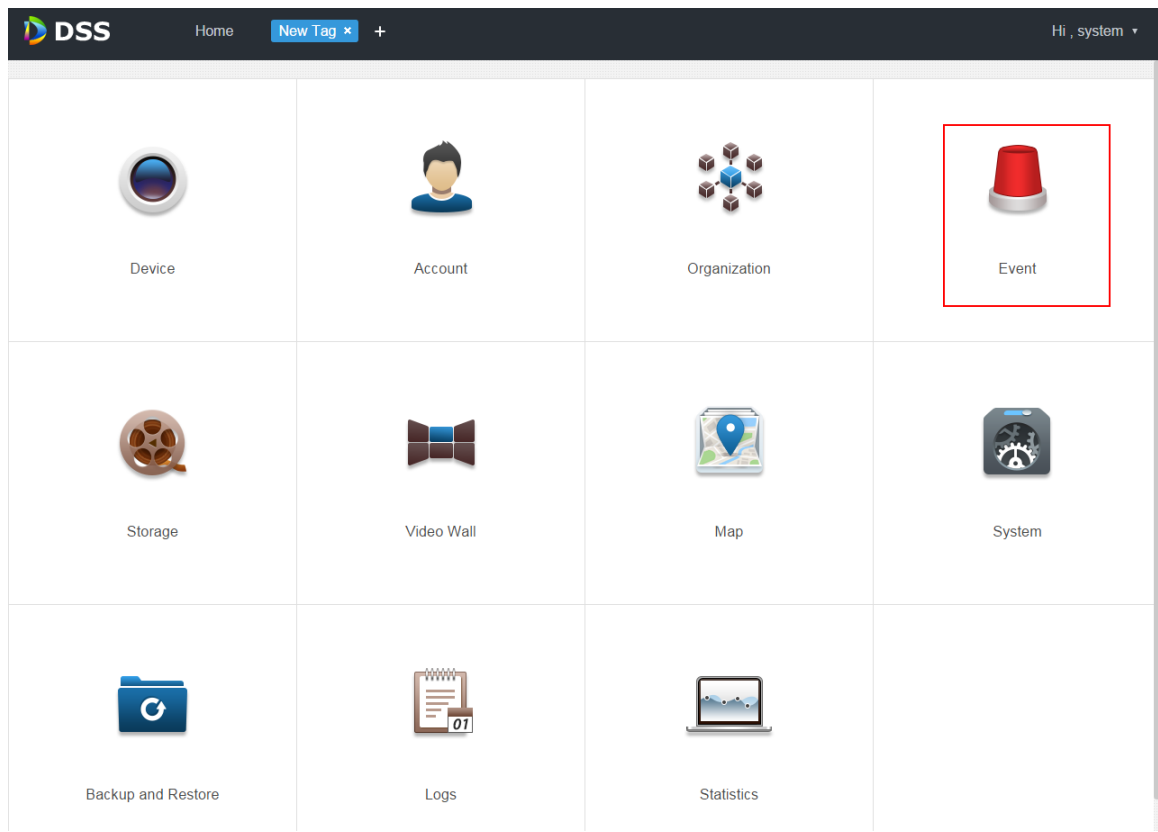 DSS Home New Tag × + Hi , system ▾
Device Account Organization Event
Storage Video Wall Map System
01
Backup and Restore Logs Statistics